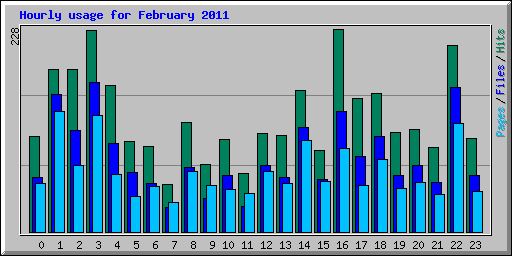 Hourly usage for February 2011
228
Pages / Files / Hits
0 1 2 3 4 5 6 7 8 9 10 11 12 13 14 15 16 17 18 19 20 21 22 23